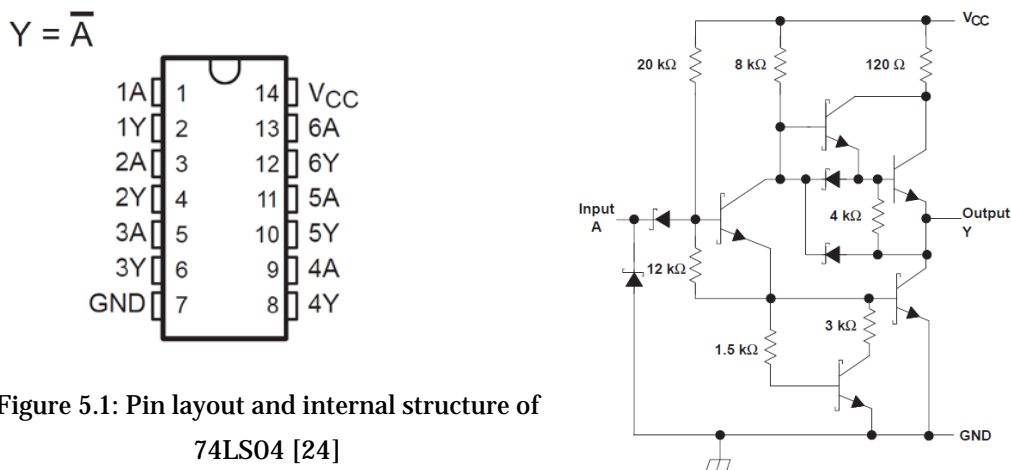 Y = A̅
1A 1 14 VCC
1Y 2 13 6A
2A 3 12 6Y
2Y 4 11 5A
3A 5 10 5Y
3Y 6 9 4A
GND 7 8 4Y
Figure 5.1: Pin layout and internal structure of
74LS04 [24]
VCC
20 kΩ 8 kΩ 120 Ω
Input
A
4 kΩ
Output
Y
12 kΩ
3 kΩ
1.5 kΩ
GND